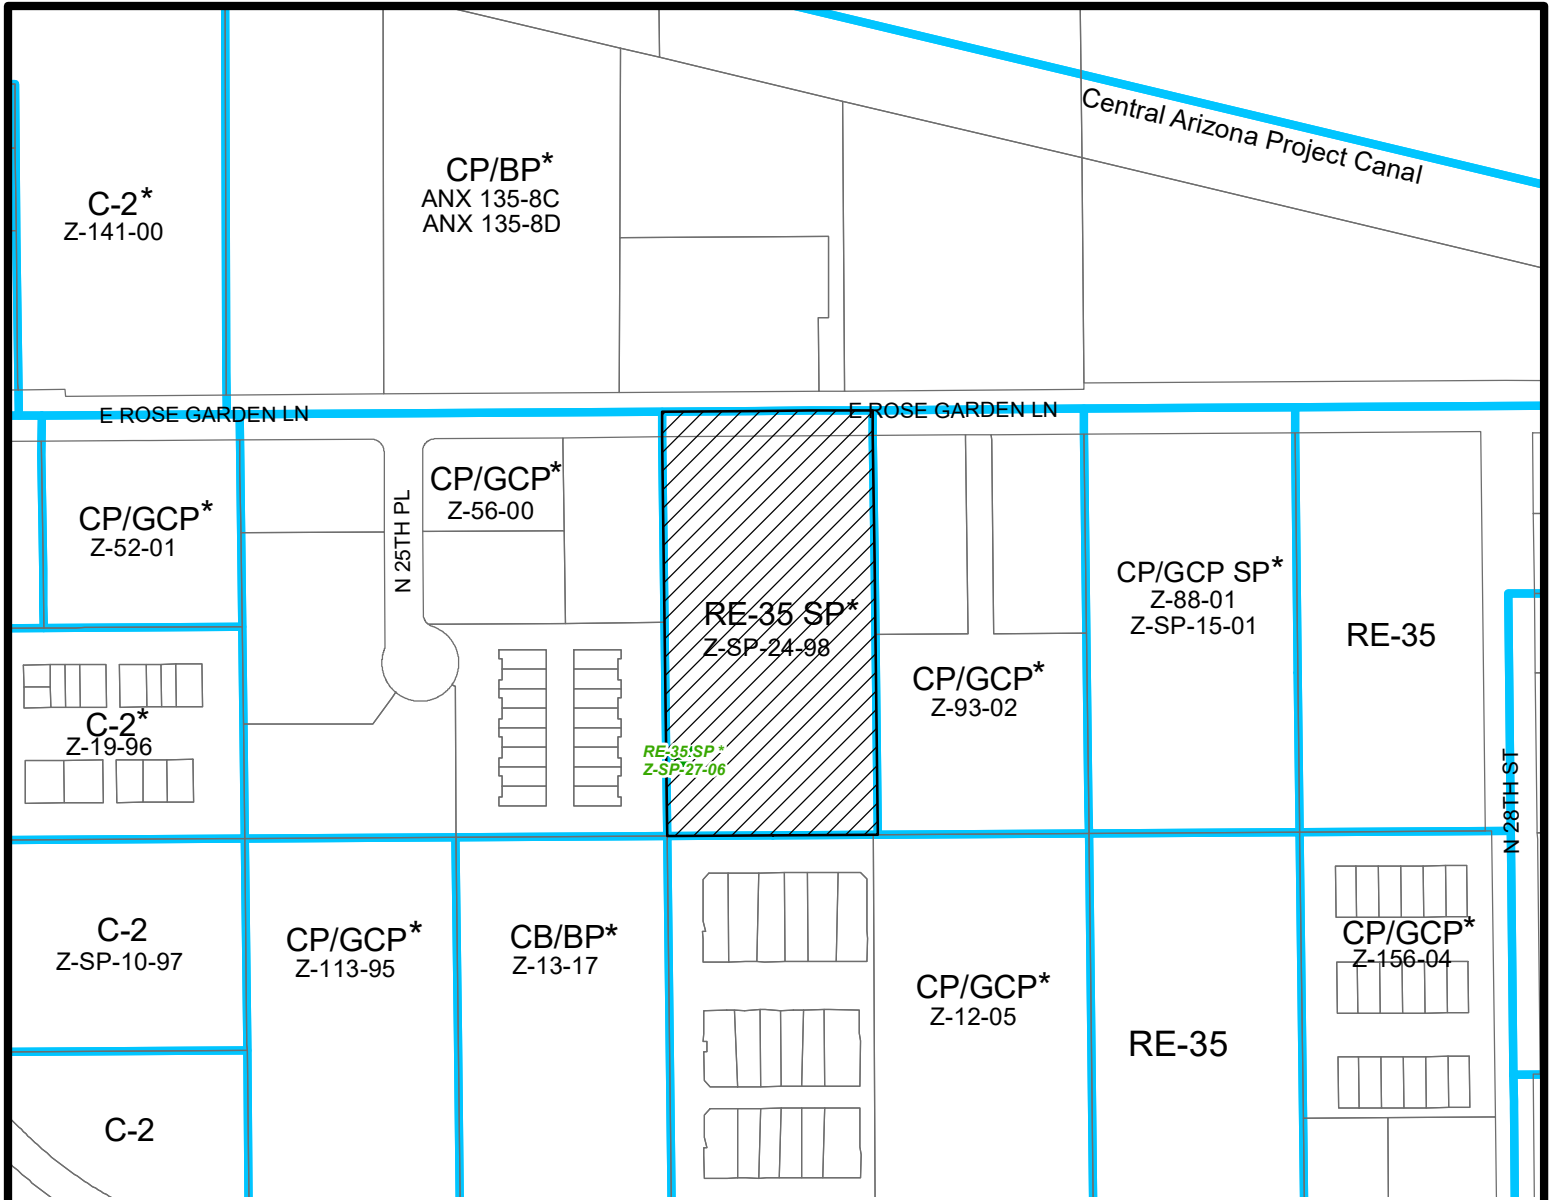 Central Arizona Project Canal
CP/BP*
ANX 135-8C
ANX 135-8D
C-2*
Z-141-00
E ROSE GARDEN LN
E ROSE GARDEN LN
CP/GCP*
Z-56-00
CP/GCP*
Z-52-01
N 25TH PL
RE-35 SP*
Z-SP-24-98
CP/GCP SP*
Z-88-01
Z-SP-15-01
RE-35
CP/GCP*
Z-93-02
C-2*
Z-19-96
RE-35 SP *
Z-SP-27-06
N 28TH ST
C-2
Z-SP-10-97
CP/GCP*
Z-113-95
CB/BP*
Z-13-17
CP/GCP*
Z-156-04
CP/GCP*
Z-12-05
RE-35
C-2